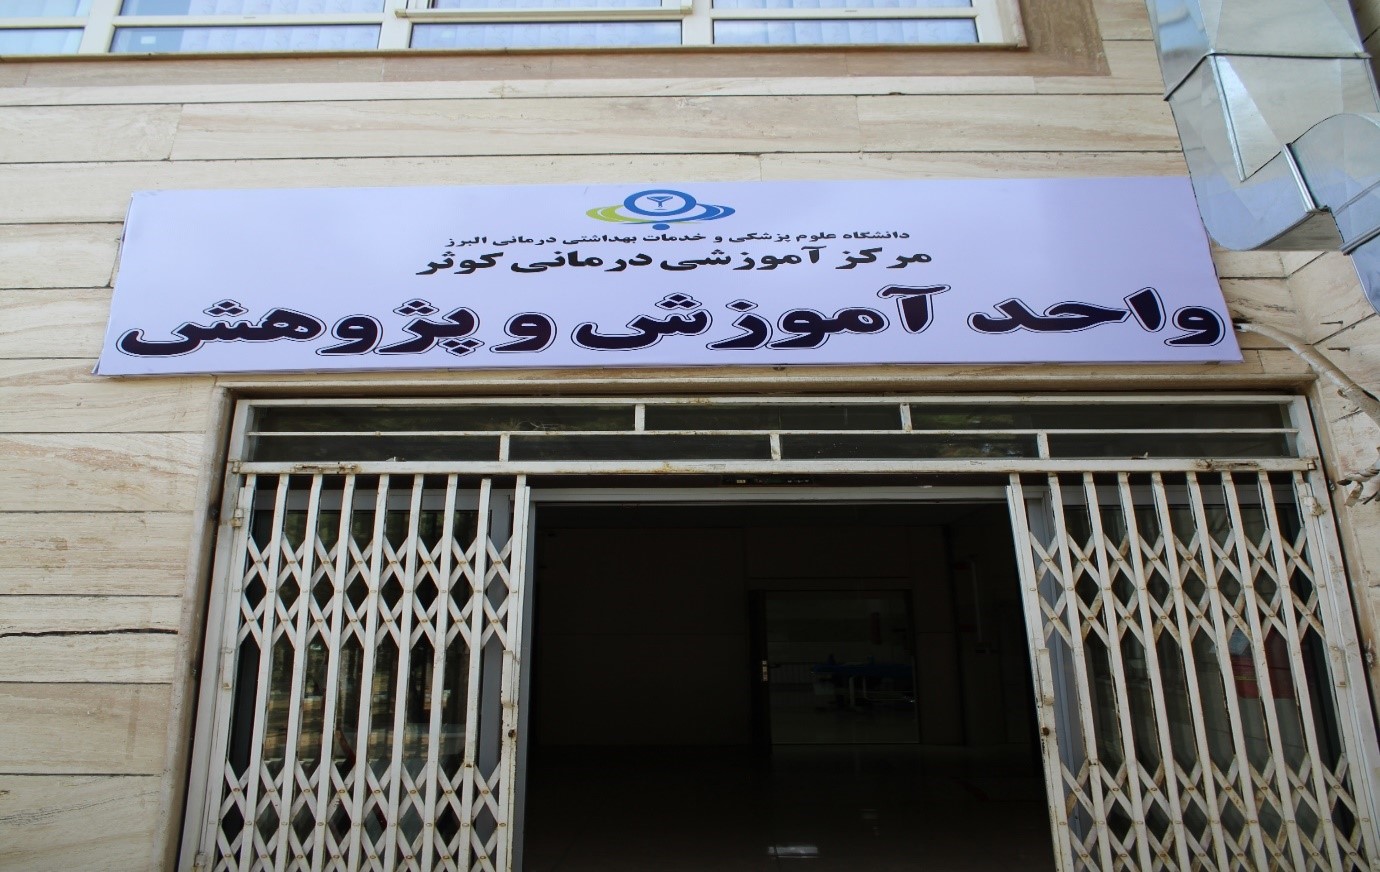 دانشگاه علوم پزشکی و خدمات بهداشتی درمانی البرز
مرکز آموزشی درمانی کوثر
واحد آموزش و پژوهش